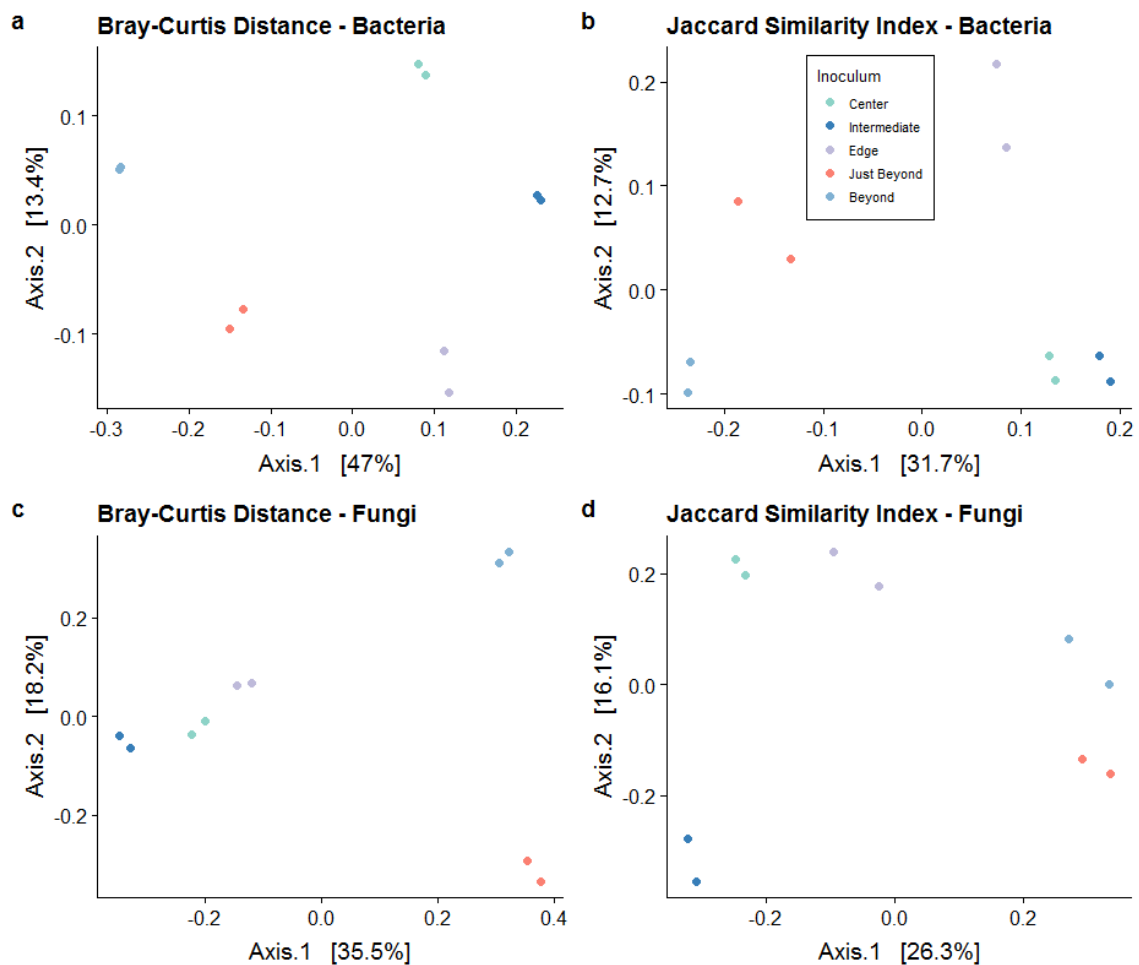 a Bray-Curtis Distance - Bacteria
0.1
0.0
-0.1
Axis.2 [13.4%]
-0.3 -0.2 -0.1 0.0 0.1 0.2
Axis.1 [47%]
b Jaccard Similarity Index - Bacteria
Inoculum
Center
Intermediate
Edge
Just Beyond
Beyond
0.2
0.1
0.0
-0.1
Axis.2 [12.7%]
-0.2 -0.1 0.0 0.1 0.2
Axis.1 [31.7%]
c Bray-Curtis Distance - Fungi
0.2
0.0
-0.2
Axis.2 [18.2%]
-0.2 0.0 0.2 0.4
Axis.1 [35.5%]
d Jaccard Similarity Index - Fungi
0.2
0.0
-0.2
Axis.2 [16.1%]
-0.2 0.0 0.2
Axis.1 [26.3%]